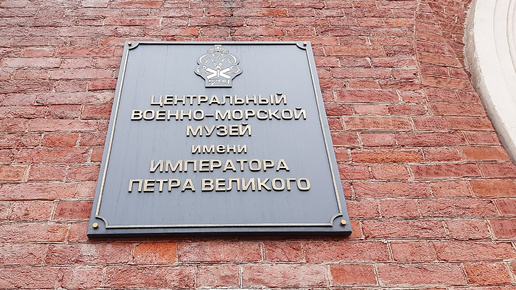 ЦЕНТРАЛЬНЫЙ
ВОЕННО-МОРСКОЙ
МУЗЕЙ
имени
ИМПЕРАТОРА
ПЕТРА ВЕЛИКОГО